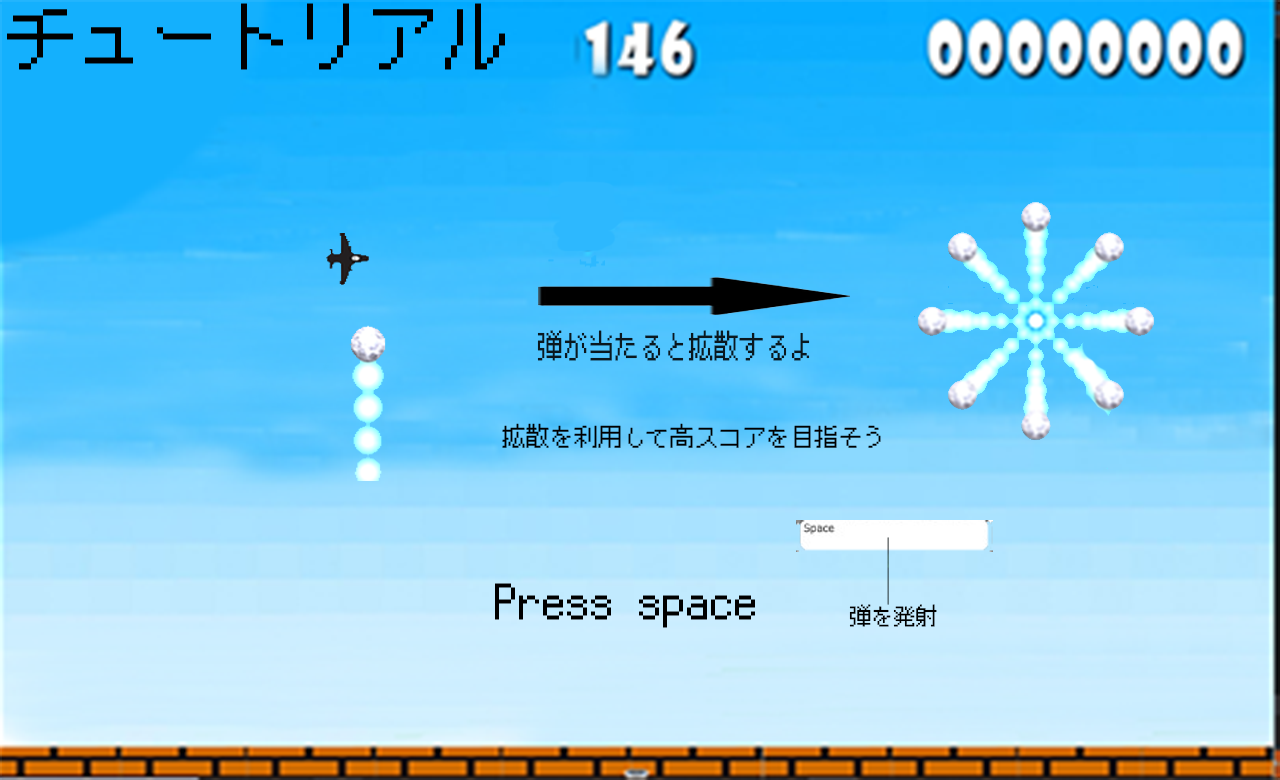 チュートリアル
146
00000000
弾が当たると拡散するよ
拡散を利用して高スコアを目指そう
Space
Press space
弾を発射